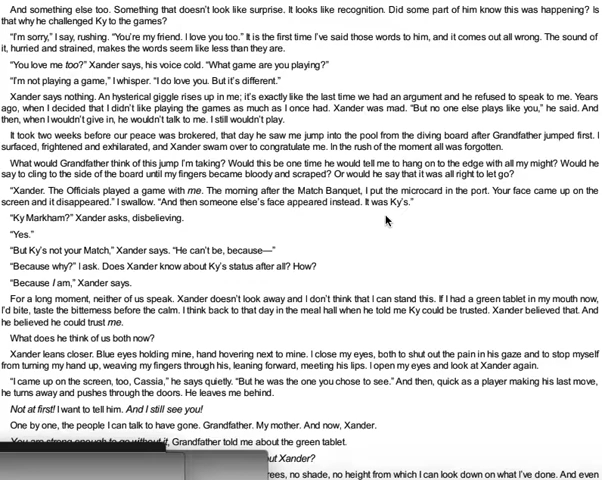 And something else too. Something that doesn't look like surprise. It looks like recognition. Did some part of him know this was happening? Is
that why he challenged Ky to the games?
"I'm sorry," I say, rushing. "You're my friend. I love you too." It is the first time I've said those words to him, and it comes out all wrong. The sound of
it, hurried and strained, makes the words seem like less than they are.
"You love me too?" Xander says, his voice cold. "What game are you playing?"
"I'm not playing a game," I whisper. "I do love you. But it's different."
Xander says nothing. An hysterical giggle rises up in me; it's exactly like the last time we had an argument and he refused to speak to me. Years
ago, when I decided that I didn't like playing the games as much as I once had. Xander was mad. "But no one else plays like you," he said. And
then, when I wouldn't give in, he wouldn't talk to me. I still wouldn't play.
It took two weeks before our peace was brokered, that day he saw me jump into the pool from the diving board after Grandfather jumped first. I
surfaced, frightened and exhilarated, and Xander swam over to congratulate me. In the rush of the moment all was forgotten.
What would Grandfather think of this jump I'm taking? Would this be one time he would tell me to hang on to the edge with all my might? Would he
say to cling to the side of the board until my fingers became bloody and scraped? Or would he say that it was all right to let go?
"Xander. The Officials played a game with me. The morning after the Match Banquet, I put the microcard in the port. Your face came up on the
screen and it disappeared." I swallow. "And then someone else's face appeared instead. It was Ky's."
"Ky Markham?" Xander asks, disbelieving.
"Yes."
"But Ky's not your Match," Xander says. "He can't be, because—"
"Because why?" I ask. Does Xander know about Ky's status after all? How?
"Because I am," Xander says.
For a long moment, neither of us speak. Xander doesn't look away and I don't think that I can stand this. If I had a green tablet in my mouth now,
I'd bite, taste the bitterness before the calm. I think back to that day in the meal hall when he told me Ky could be trusted. Xander believed that. And
he believed he could trust me.
What does he think of us both now?
Xander leans closer. Blue eyes holding mine, hand hovering next to mine. I close my eyes, both to shut out the pain in his gaze and to stop myself
from turning my hand up, weaving my fingers through his, leaning forward, meeting his lips. I open my eyes and look at Xander again.
"I came up on the screen, too, Cassia," he says quietly. "But he was the one you chose to see." And then, quick as a player making his last move,
he turns away and pushes through the doors. He leaves me behind.
Not at first! I want to tell him. And I still see you!
One by one, the people I can talk to have gone. Grandfather. My mother. And now, Xander.
You are strong enough to go without it, Grandfather told me about the green tablet.
out Xander?
rees, no shade, no height from which I can look down on what I've done. And even